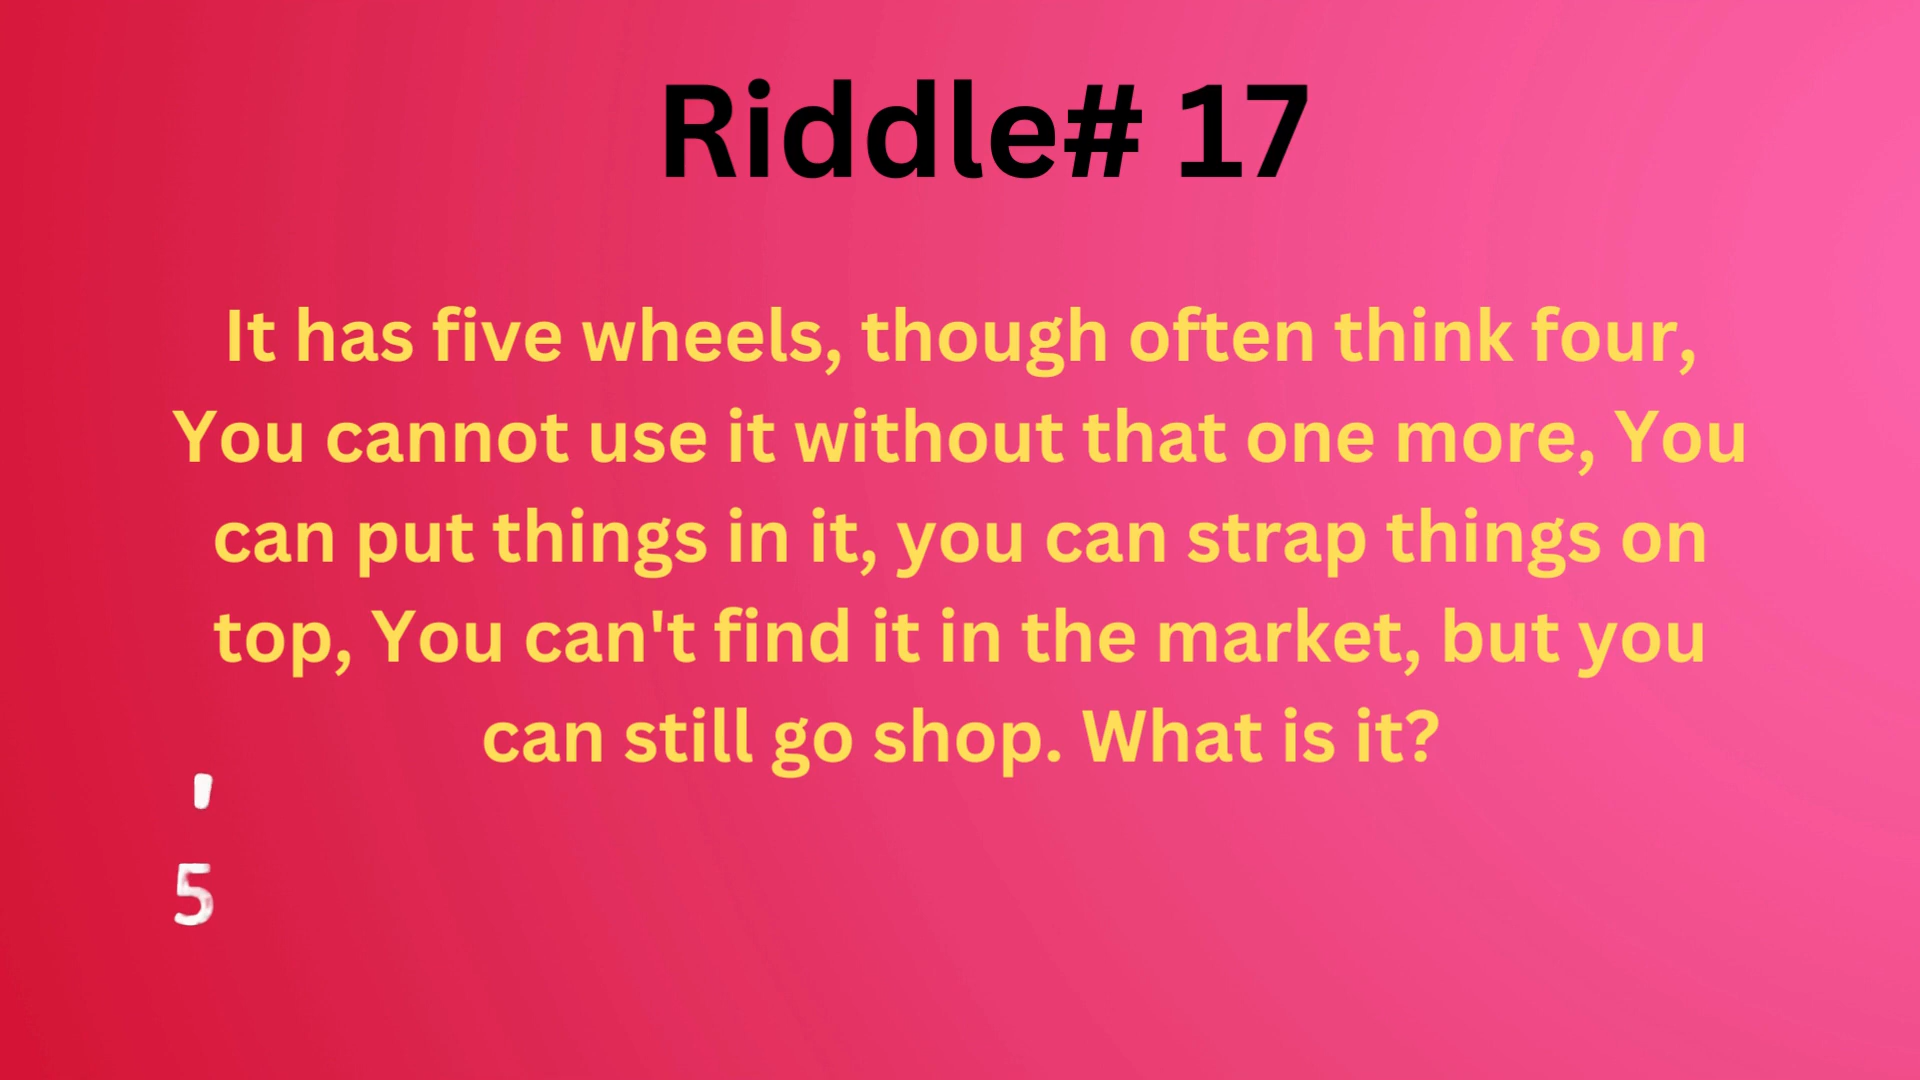 Riddle# 17
It has five wheels, though often think four,
You cannot use it without that one more, You
can put things in it, you can strap things on
top, You can't find it in the market, but you
can still go shop. What is it?
'
5